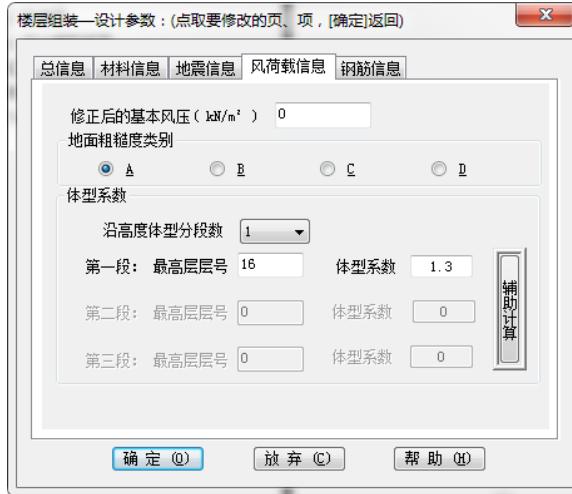 楼层组装—设计参数：(点取要修改的页、项，[确定]返回)
总信息 材料信息 地震信息 风荷载信息 钢筋信息
修正后的基本风压(kN/m²) 0
地面粗糙度类别
A B C D
体型系数
沿高度体型分段数 1
第一段： 最高层层号 16 体型系数 1.3
第二段： 最高层层号 0 体型系数 0
第三段： 最高层层号 0 体型系数 0
辅助计算
确 定 (O) 放 弃 (C) 帮 助 (H)